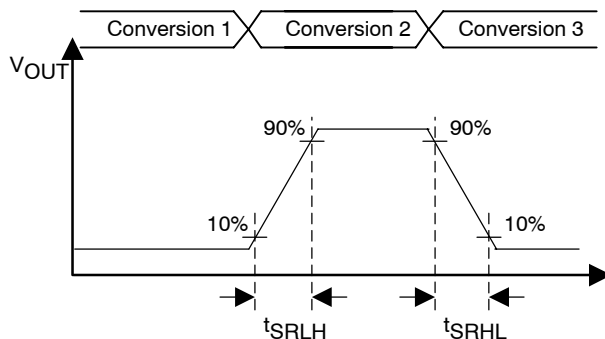 Conversion 1 Conversion 2 Conversion 3
VOUT
90% 90%
10% 10%
tSRLH tSRHL